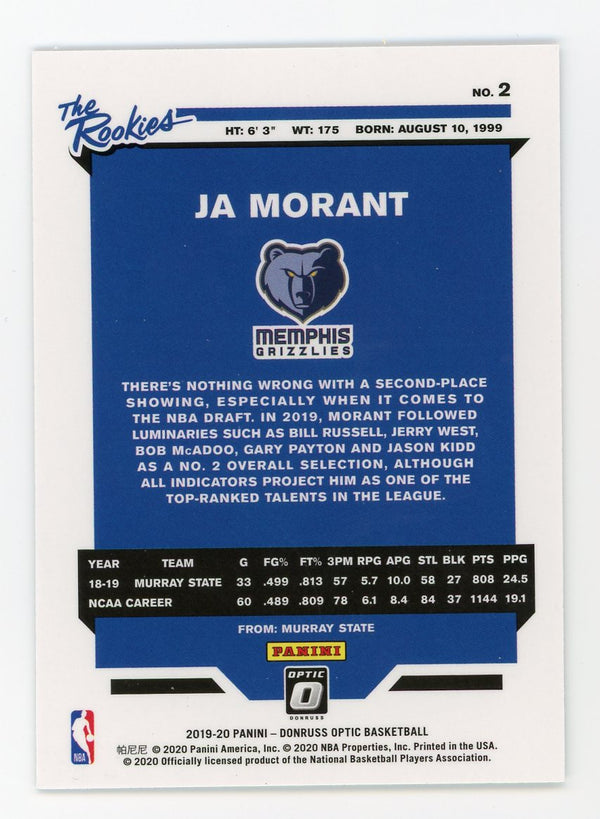 NO. 2
The Rookies
HT: 6' 3" WT: 175 BORN: AUGUST 10, 1999
JA MORANT
MEMPHIS
GRIZZLIES
THERE'S NOTHING WRONG WITH A SECOND-PLACE
SHOWING, ESPECIALLY WHEN IT COMES TO
THE NBA DRAFT. IN 2019, MORANT FOLLOWED
LUMINARIES SUCH AS BILL RUSSELL, JERRY WEST,
BOB McADOO, GARY PAYTON AND JASON KIDD
AS A NO. 2 OVERALL SELECTION, ALTHOUGH
ALL INDICATORS PROJECT HIM AS ONE OF THE
TOP-RANKED TALENTS IN THE LEAGUE.
YEAR TEAM G FG% FT% 3PM RPG APG STL BLK PTS PPG
18-19 MURRAY STATE 33 .499 .813 57 5.7 10.0 58 27 808 24.5
NCAA CAREER 60 .489 .809 78 6.1 8.4 84 37 1144 19.1
FROM: MURRAY STATE
PANINI
OPTIC
O
DONRUSS
2019-20 PANINI – DONRUSS OPTIC BASKETBALL
帕尼尼 © 2020 Panini America, Inc. © 2020 NBA Properties, Inc. Printed in the USA.
© 2020 Officially licensed product of the National Basketball Players Association.
NBA